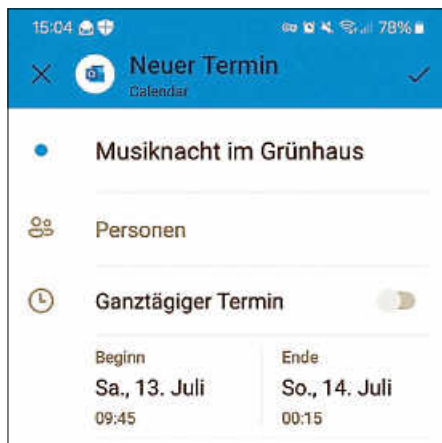 15:04 78%
Neuer Termin
Calendar
Musiknacht im Grünhaus
Personen
Ganztägiger Termin
Beginn Ende
Sa., 13. Juli So., 14. Juli
09:45 00:15